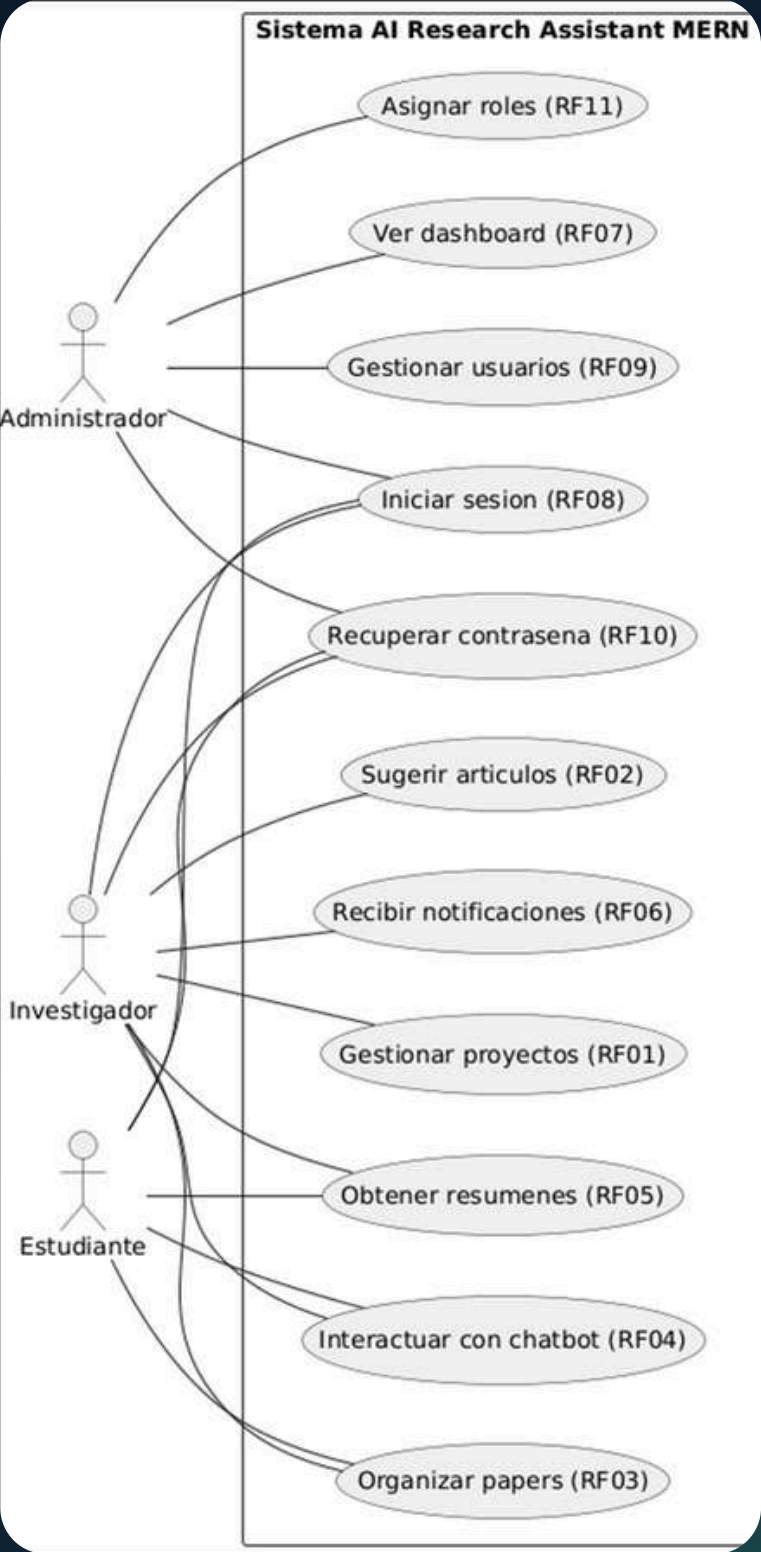 Sistema AI Research Assistant MERN
Asignar roles (RF11)
Ver dashboard (RF07)
Gestionar usuarios (RF09)
Administrador
Iniciar sesion (RF08)
Recuperar contrasena (RF10)
Sugerir articulos (RF02)
Recibir notificaciones (RF06)
Investigador
Gestionar proyectos (RF01)
Obtener resumenes (RF05)
Estudiante
Interactuar con chatbot (RF04)
Organizar papers (RF03)